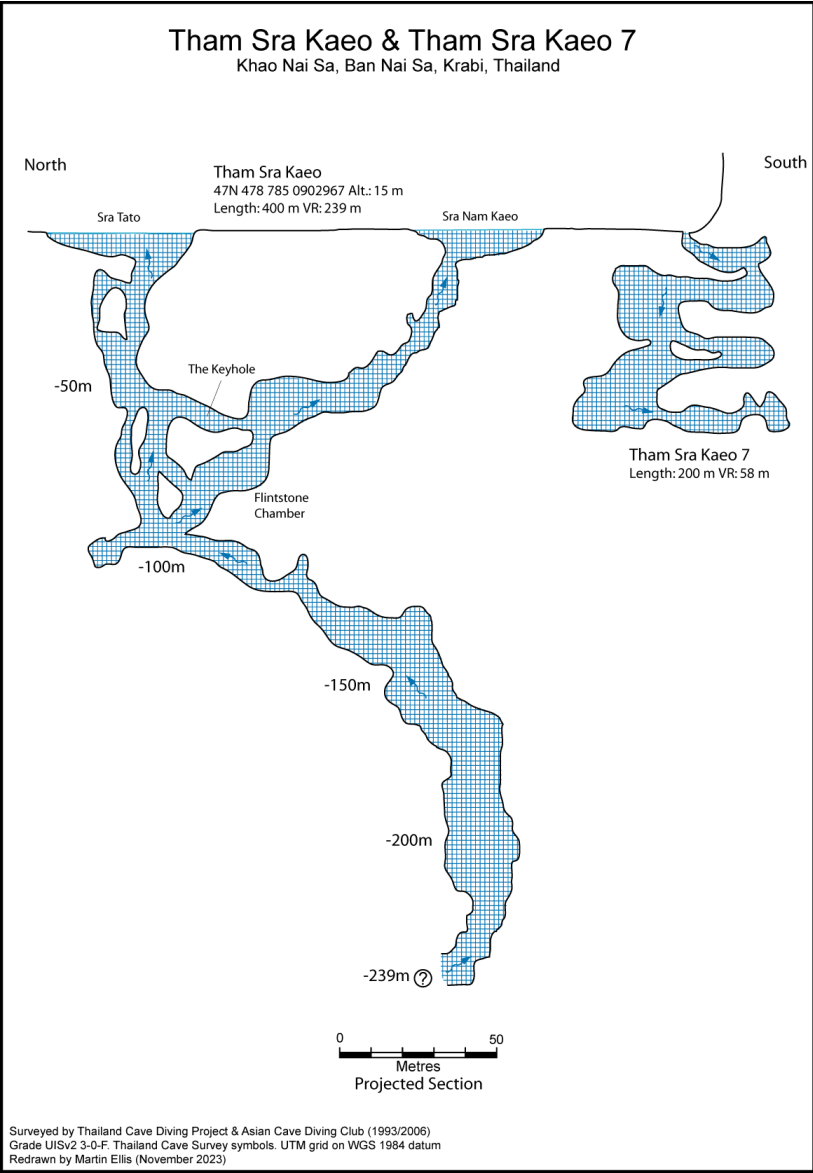 Tham Sra Kaeo & Tham Sra Kaeo 7
Khao Nai Sa, Ban Nai Sa, Krabi, Thailand
North
South
Tham Sra Kaeo
47N 478 785 0902967 Alt.: 15 m
Length: 400 m VR: 239 m
Sra Tato
Sra Nam Kaeo
The Keyhole
-50m
Tham Sra Kaeo 7
Length: 200 m VR: 58 m
Flintstone
Chamber
-100m
-150m
-200m
-239m ?
0 50
Metres
Projected Section
Surveyed by Thailand Cave Diving Project & Asian Cave Diving Club (1993/2006)
Grade UISv2 3-0-F. Thailand Cave Survey symbols. UTM grid on WGS 1984 datum
Redrawn by Martin Ellis (November 2023)